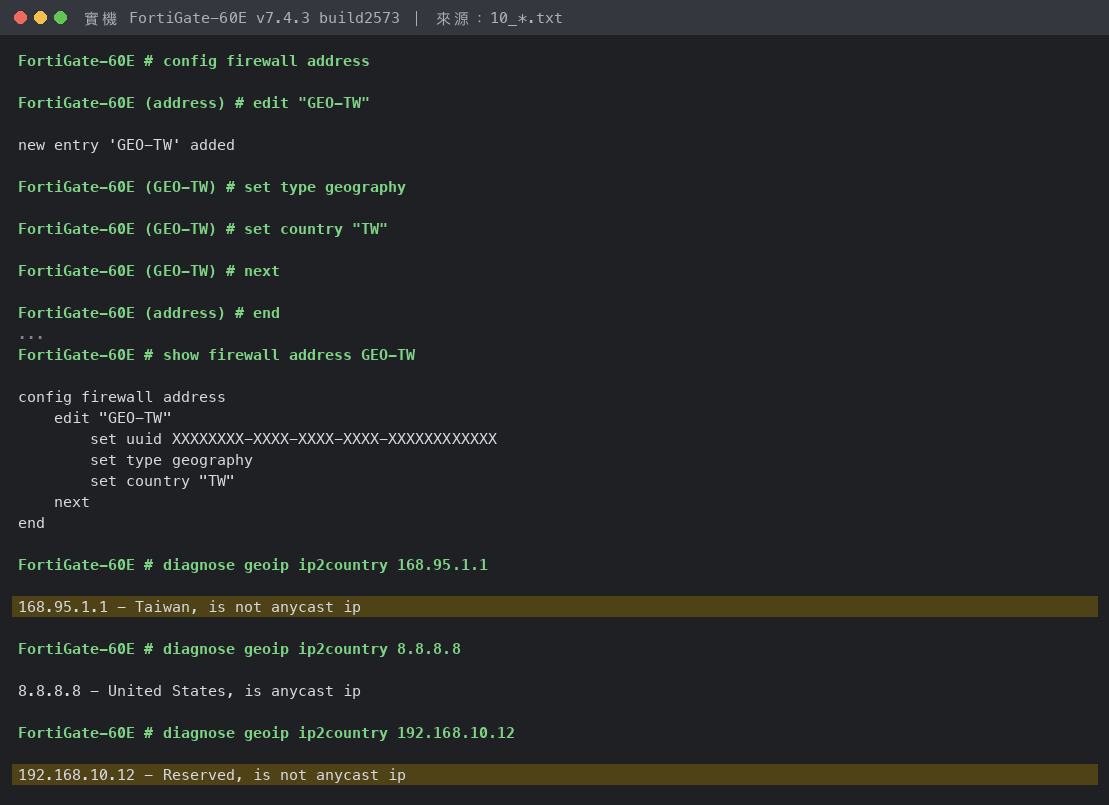 實機 FortiGate-60E v7.4.3 build2573 | 來源：10_*.txt
FortiGate-60E # config firewall address
FortiGate-60E (address) # edit "GEO-TW"
new entry 'GEO-TW' added
FortiGate-60E (GEO-TW) # set type geography
FortiGate-60E (GEO-TW) # set country "TW"
FortiGate-60E (GEO-TW) # next
FortiGate-60E (address) # end
...
FortiGate-60E # show firewall address GEO-TW
config firewall address
    edit "GEO-TW"
        set uuid XXXXXXXX-XXXX-XXXX-XXXX-XXXXXXXXXXXX
        set type geography
        set country "TW"
    next
end
FortiGate-60E # diagnose geoip ip2country 168.95.1.1
168.95.1.1 - Taiwan, is not anycast ip
FortiGate-60E # diagnose geoip ip2country 8.8.8.8
8.8.8.8 - United States, is anycast ip
FortiGate-60E # diagnose geoip ip2country 192.168.10.12
192.168.10.12 - Reserved, is not anycast ip